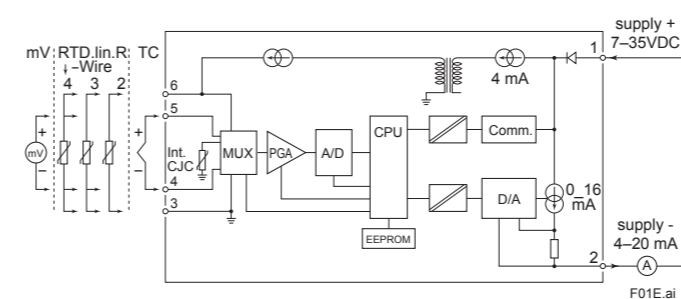 supply +
7–35VDC
mV RTD.lin.R TC
–Wire
4 3 2
6
5
4
3
+
–
mV
+
–
Int.
CJC
MUX
PGA
A/D
CPU
EEPROM
4 mA
1
Comm.
D/A
0_16
mA
2
supply -
4–20 mA
A
F01E.ai